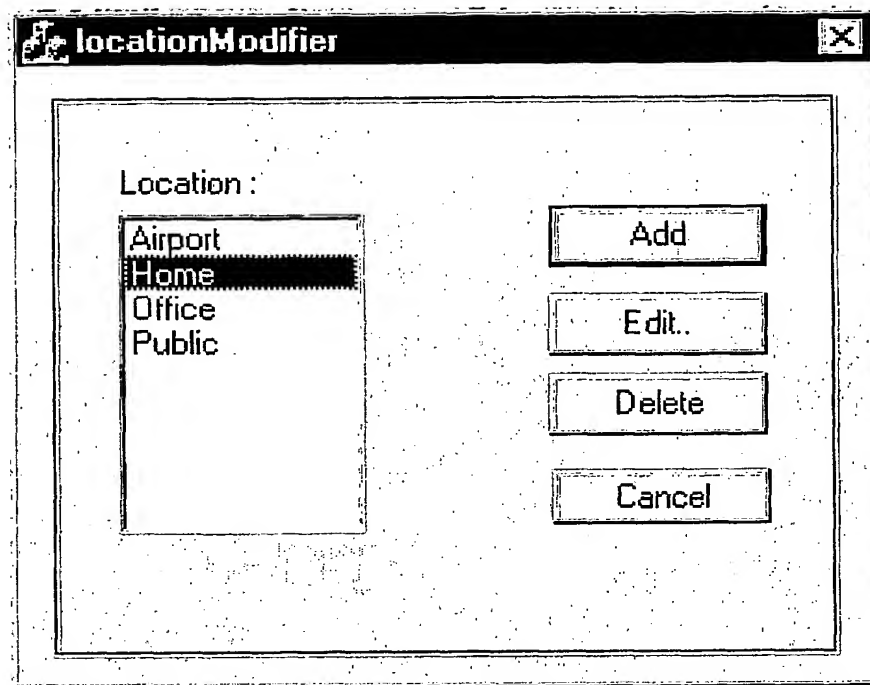 locationModifier
Location :
Airport
Home
Office
Public
Add
Edit..
Delete
Cancel